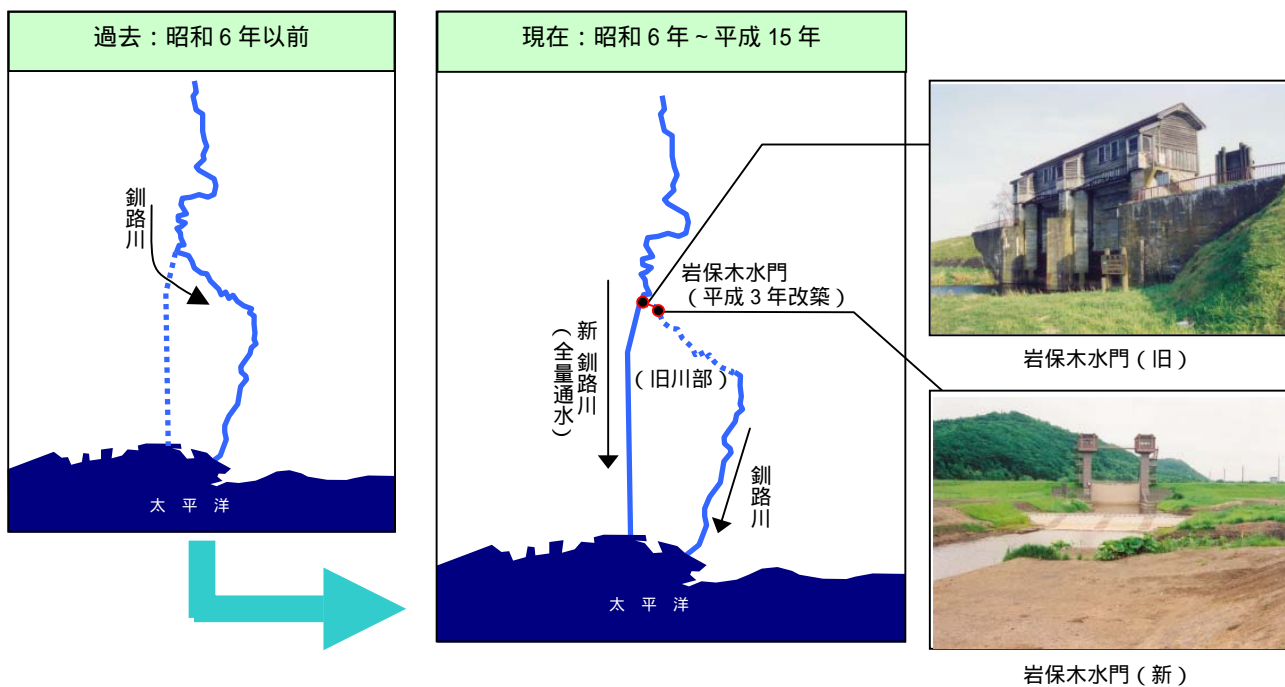 過去：昭和 6 年以前
釧路川
太 平 洋
現在：昭和 6 年 ~ 平成 15 年
岩保木水門
（平成 3 年改築）
新 釧路川
（全量通水）
（旧川部）
釧路川
太 平 洋
岩保木水門（旧）
岩保木水門（新）